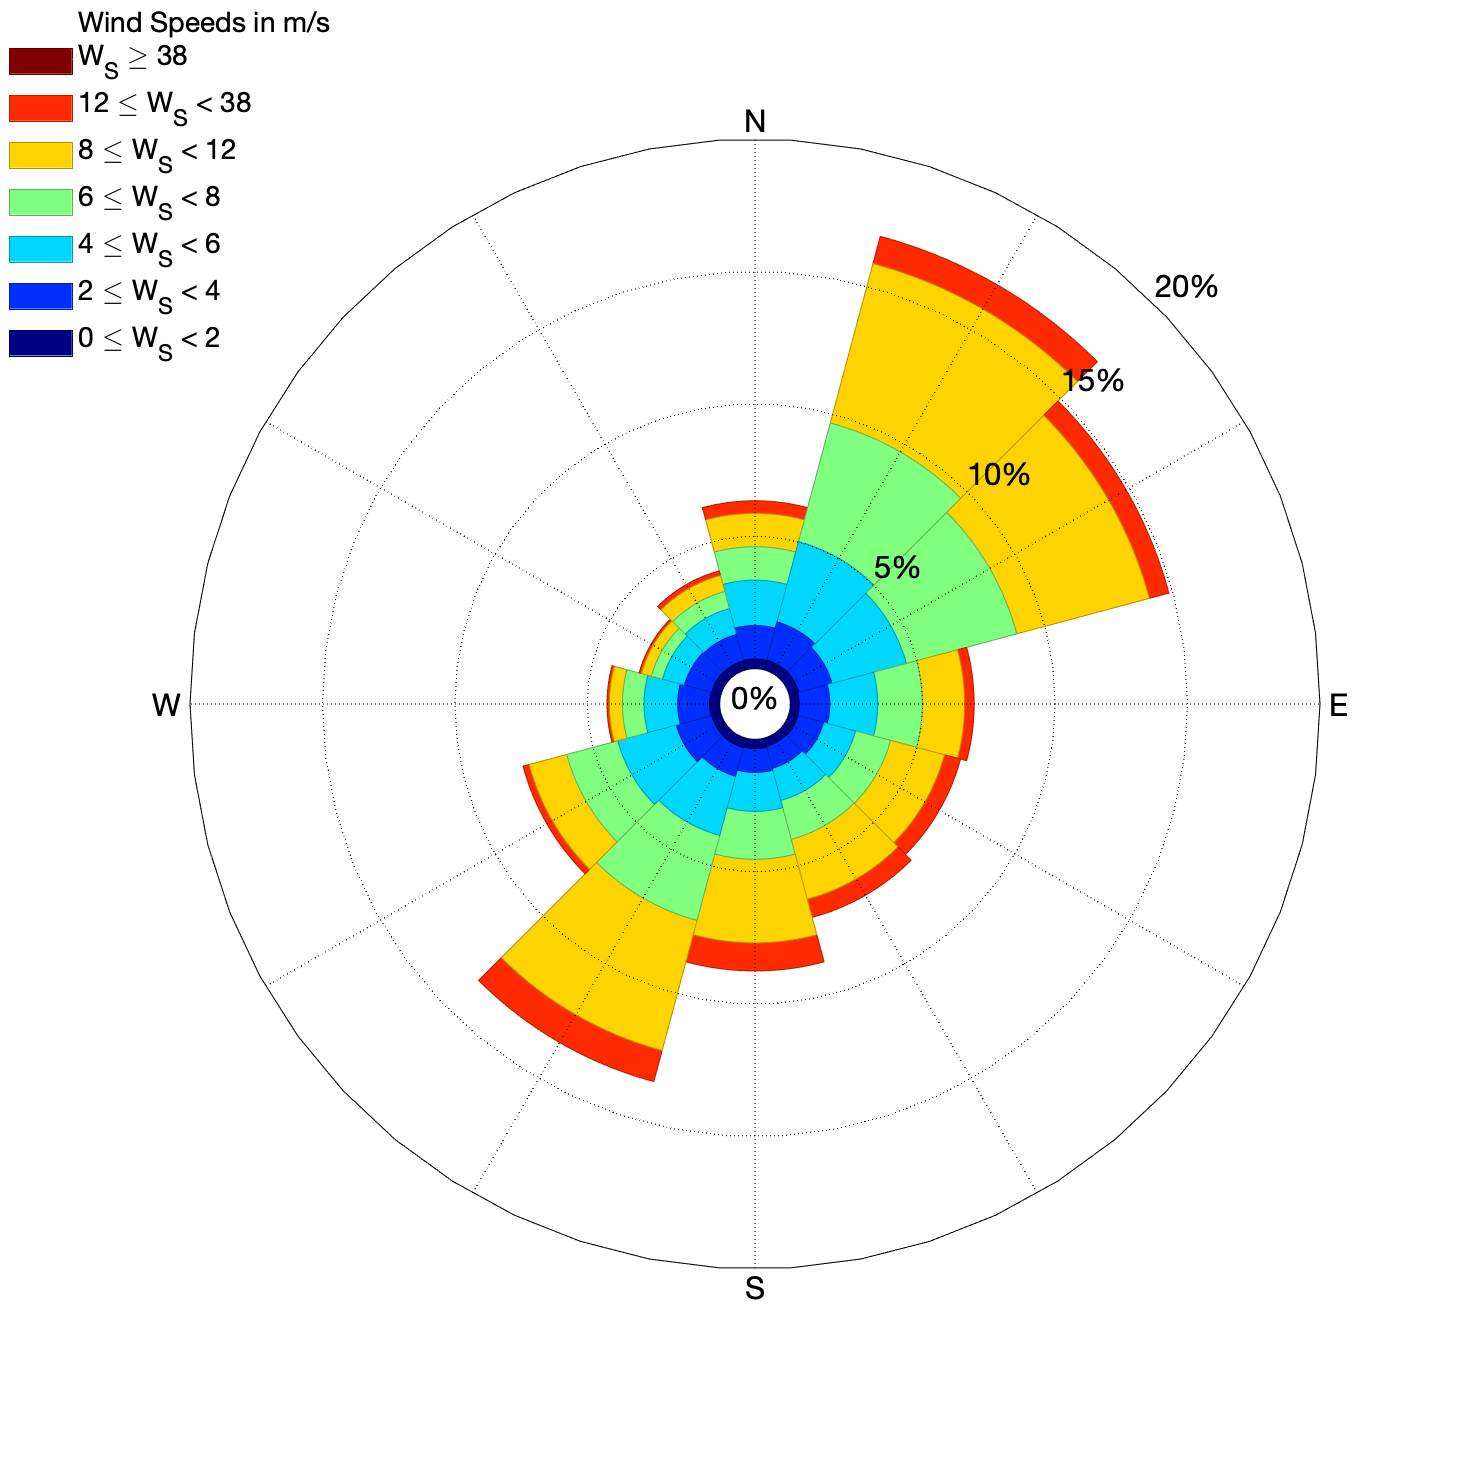 Wind Speeds in m/s
W_S ≥ 38
12 ≤ W_S < 38
8 ≤ W_S < 12
6 ≤ W_S < 8
4 ≤ W_S < 6
2 ≤ W_S < 4
0 ≤ W_S < 2
N
20%
15%
10%
5%
0%
W
E
S